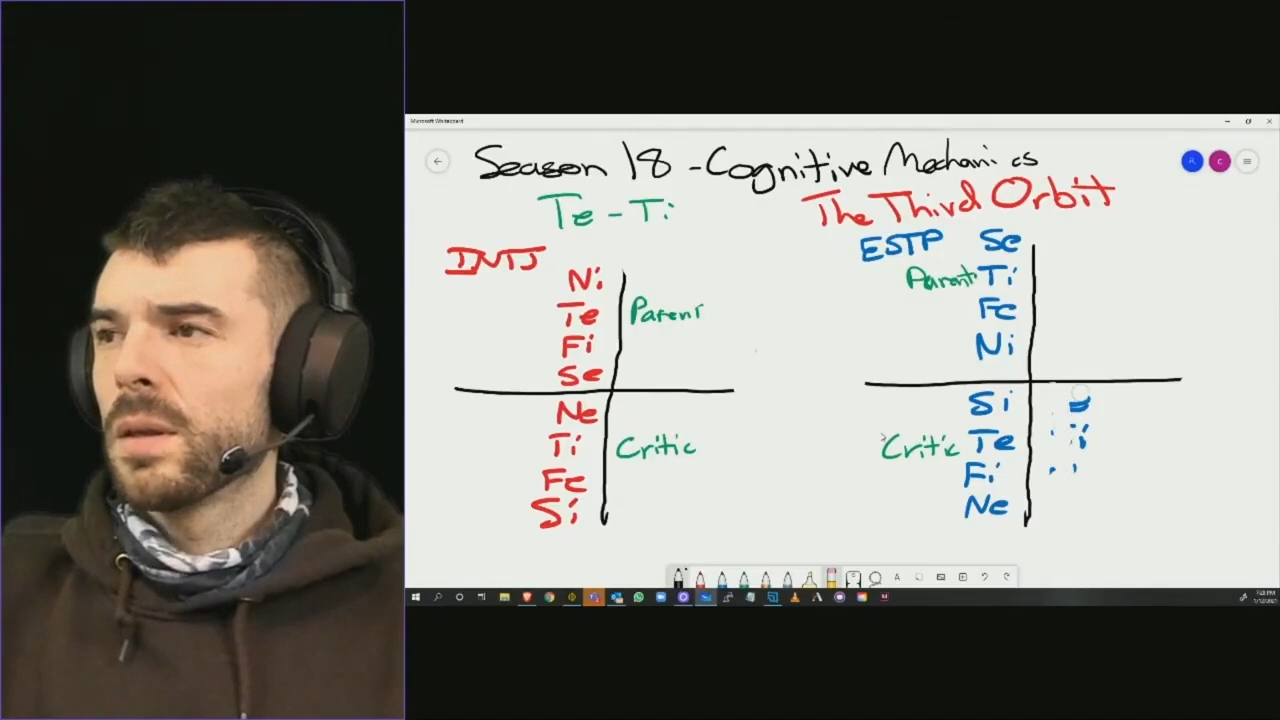 Microsoft Whiteboard
Season 18 - Cognitive Mechanics
Te - Ti
The Third Orbit
INTJ
Ni
Te Parent
Fi
Se
Ne
Ti Critic
Fe
Si
ESTP Se
Parent Ti
Fe
Ni
Si
Critic Te
Fi
Ne